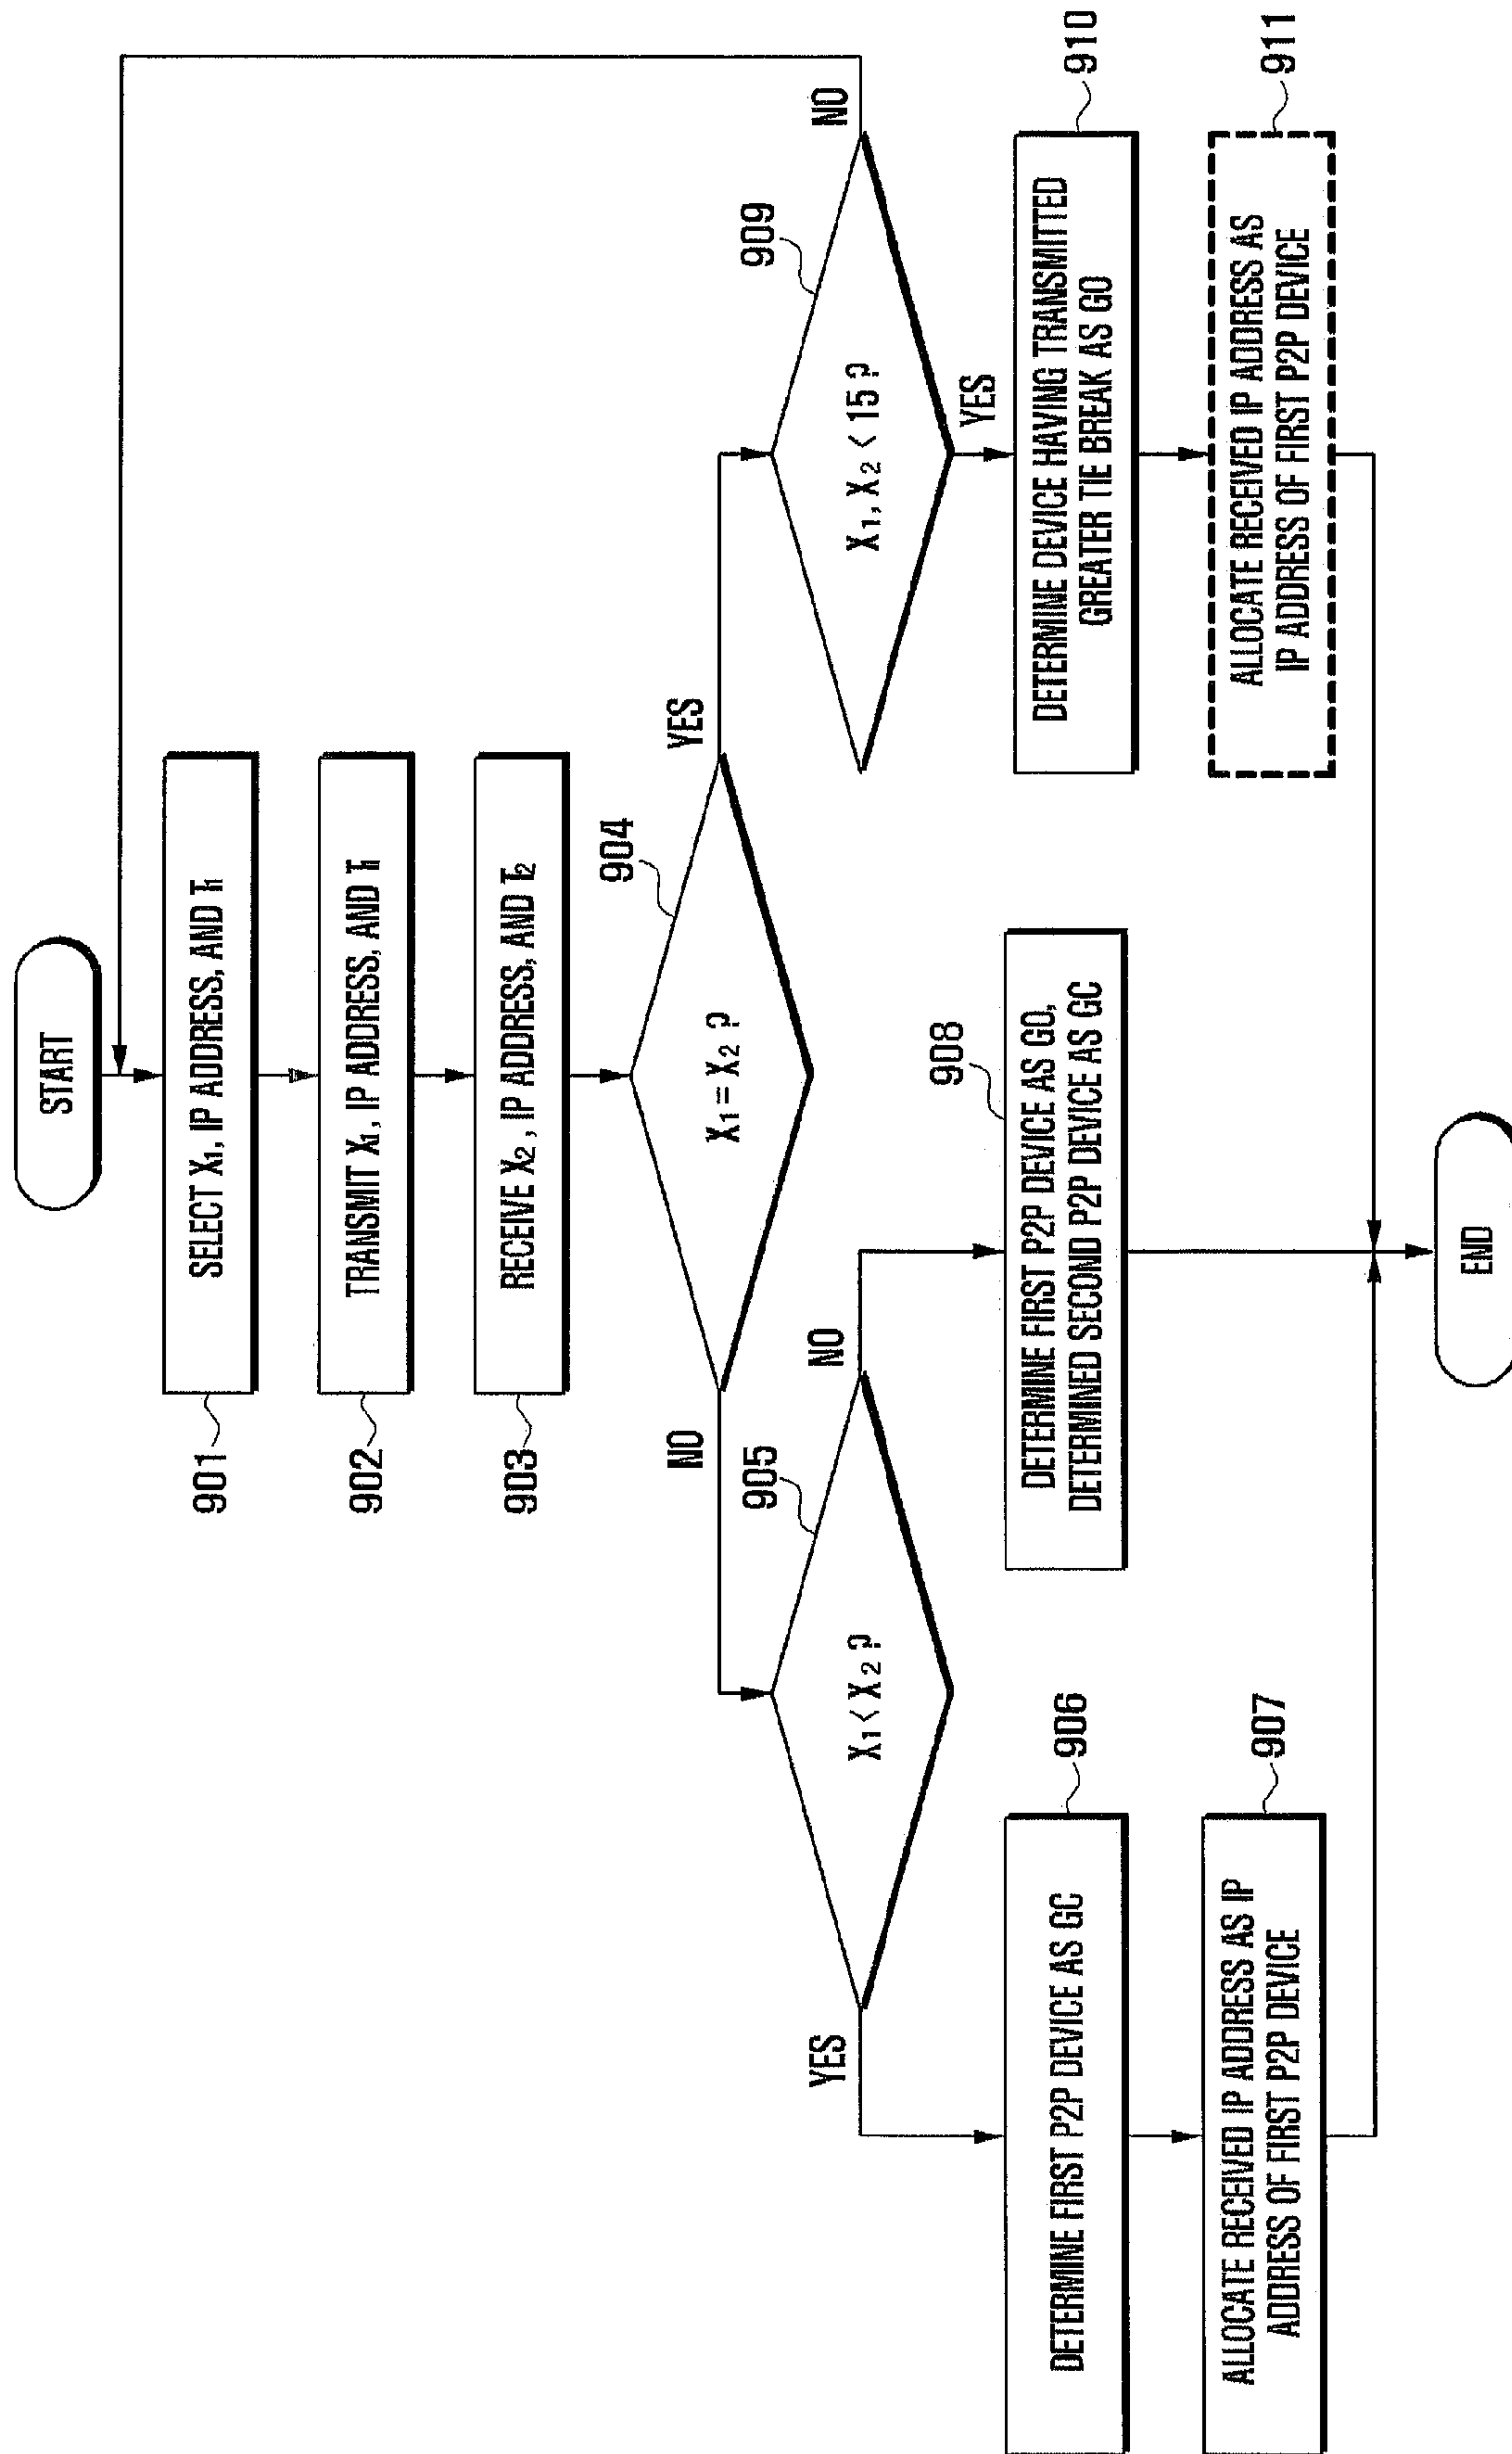 START
901
SELECT X1, IP ADDRESS, AND T1
902
TRANSMIT X1, IP ADDRESS, AND T1
903
RECEIVE X2, IP ADDRESS, AND T2
904
X1 = X2 ?
NO
YES
905
X1 < X2 ?
YES
NO
909
X1, X2 < 15 ?
NO
YES
906
DETERMINE FIRST P2P DEVICE AS GC
907
ALLOCATE RECEIVED IP ADDRESS AS IP
ADDRESS OF FIRST P2P DEVICE
908
DETERMINE FIRST P2P DEVICE AS GO,
DETERMINED SECOND P2P DEVICE AS GC
910
DETERMINE DEVICE HAVING TRANSMITTED
GREATER TIE BREAK AS GO
911
ALLOCATE RECEIVED IP ADDRESS AS
IP ADDRESS OF FIRST P2P DEVICE
END